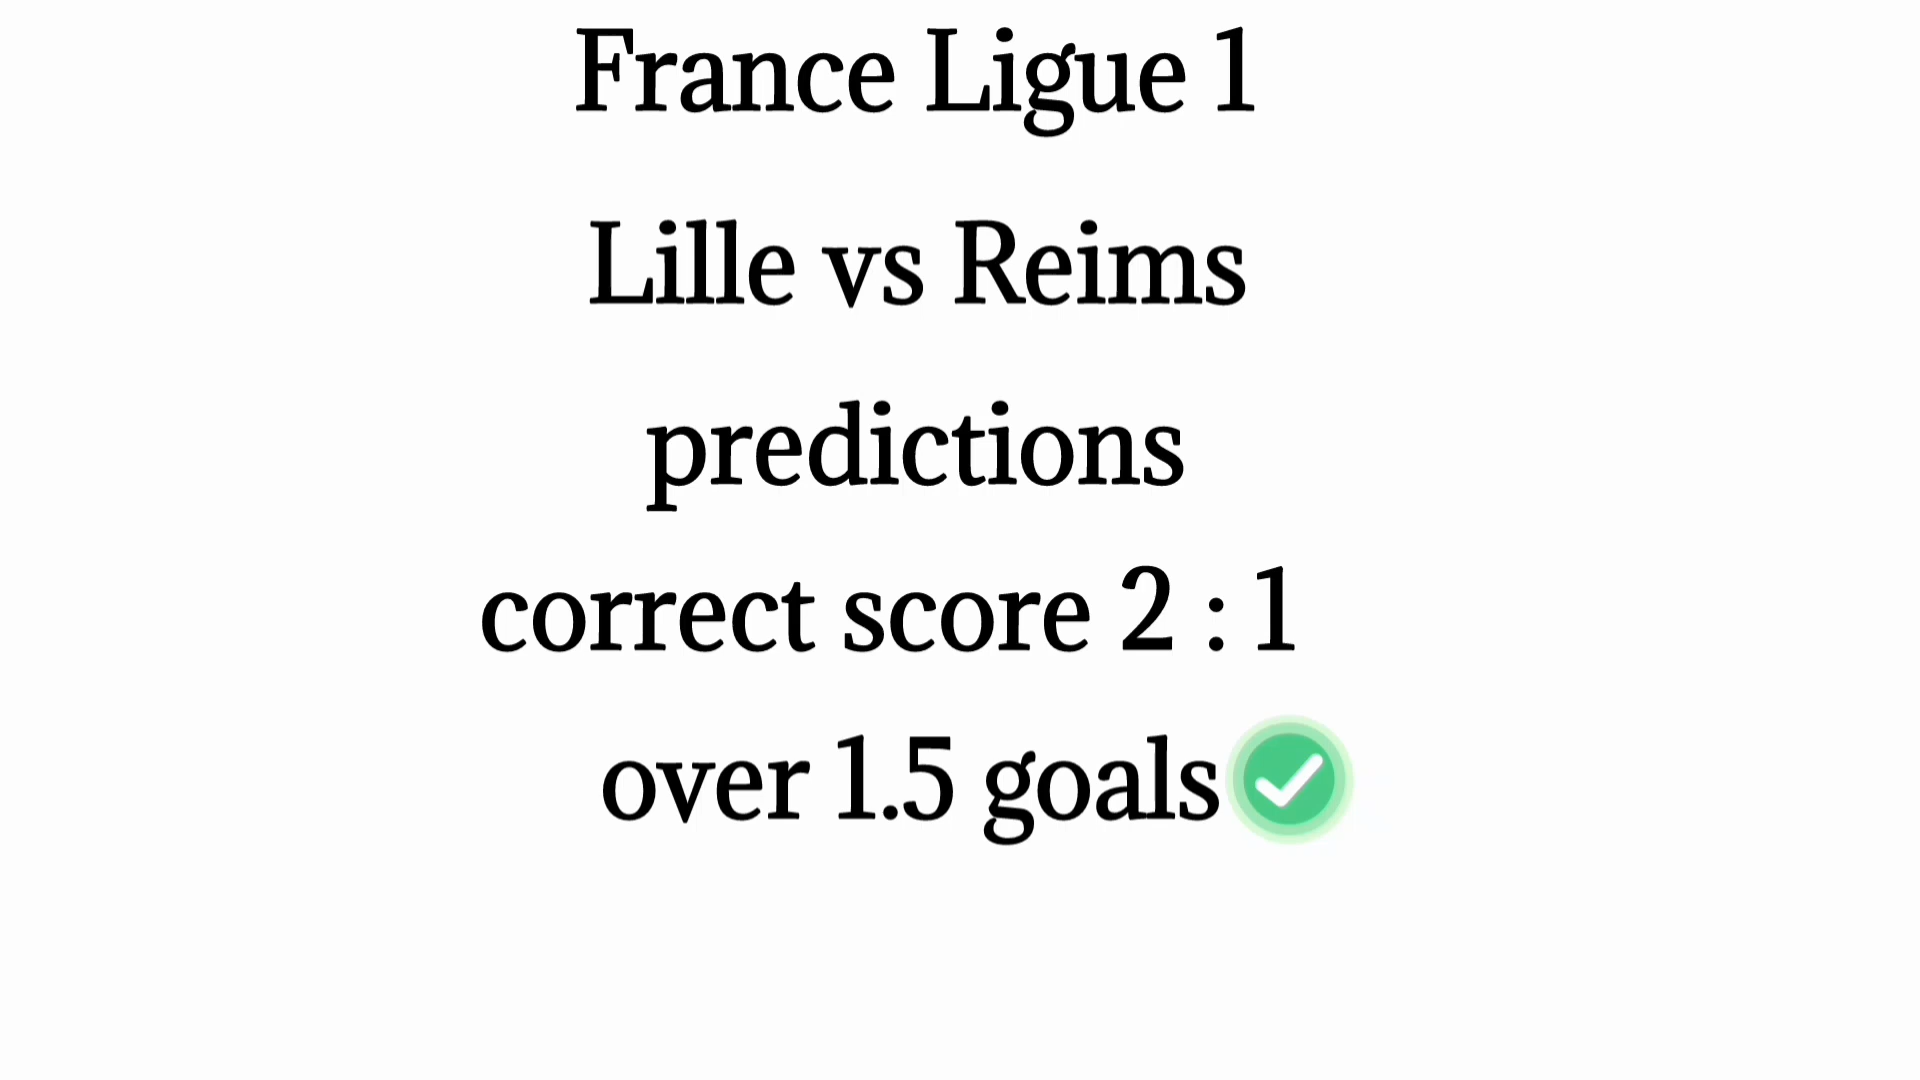 France Ligue 1
Lille vs Reims
predictions
correct score 2 : 1
over 1.5 goals